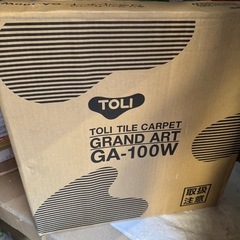 TOLI
TOLI TILE CARPET
GRAND ART
GA-100W
取扱
注意